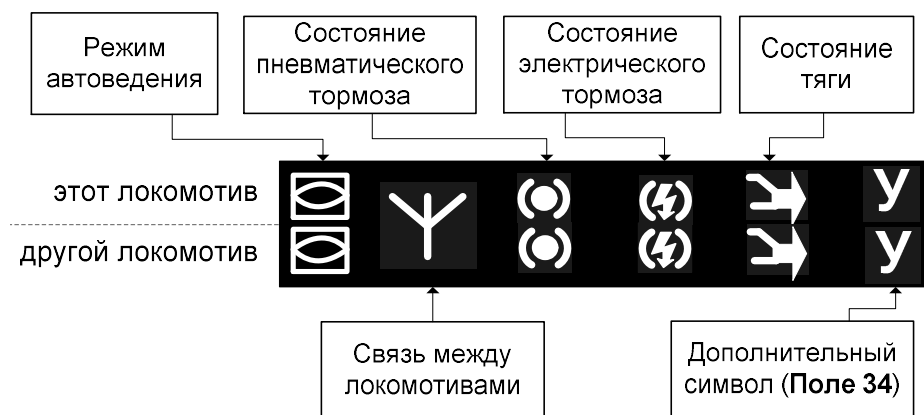 Режим
автоведения
Состояние
пневматического
тормоза
Состояние
электрического
тормоза
Состояние
тяги
этот локомотив
У
другой локомотив
У
Связь между
локомотивами
Дополнительный
символ (Поле 34)